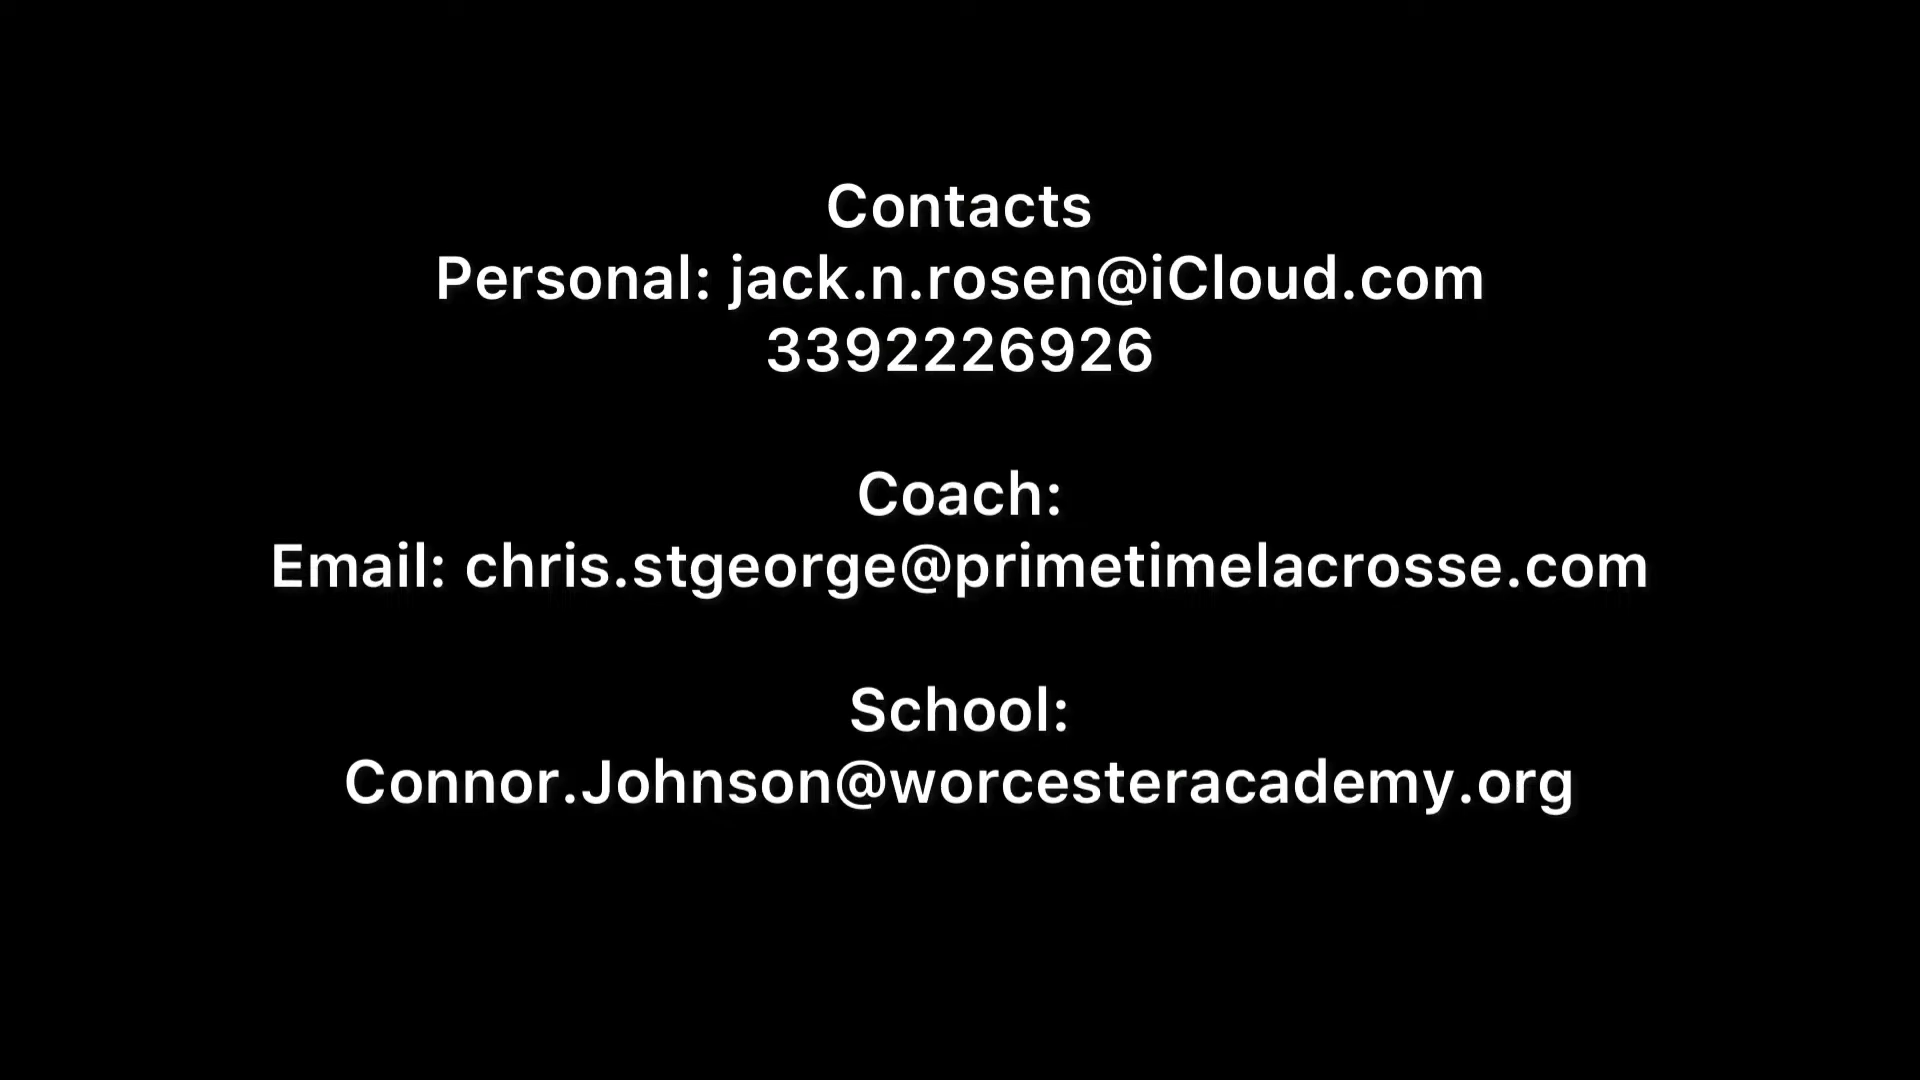 Contacts
Personal: jack.n.rosen@iCloud.com
3392226926
Coach:
Email: chris.stgeorge@primetimelacrosse.com
School:
Connor.Johnson@worcesteracademy.org